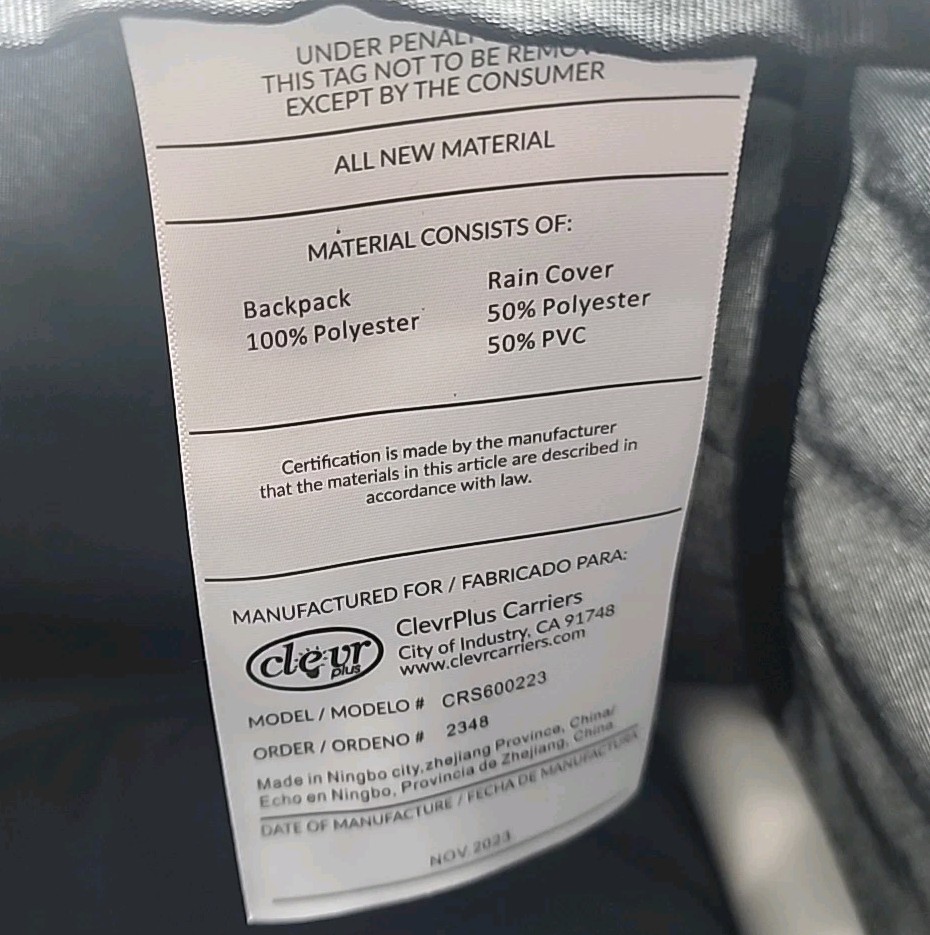 UNDER PENAL
THIS TAG NOT TO BE REMOV
EXCEPT BY THE CONSUMER
ALL NEW MATERIAL
MATERIAL CONSISTS OF:
Backpack
100% Polyester
Rain Cover
50% Polyester
50% PVC
Certification is made by the manufacturer
that the materials in this article are described in
accordance with law.
MANUFACTURED FOR / FABRICADO PARA:
clevr
plus
ClevrPlus Carriers
City of Industry, CA 91748
www.clevrcarriers.com
MODEL / MODELO # CRS600223
ORDER / ORDENO # 2348
Made in Ningbo city,zhejiang Province, China/
Echo en Ningbo, Provincia de Zhejiang, China
DATE OF MANUFACTURE / FECHA DE MANUFACTURA
NOV 2023